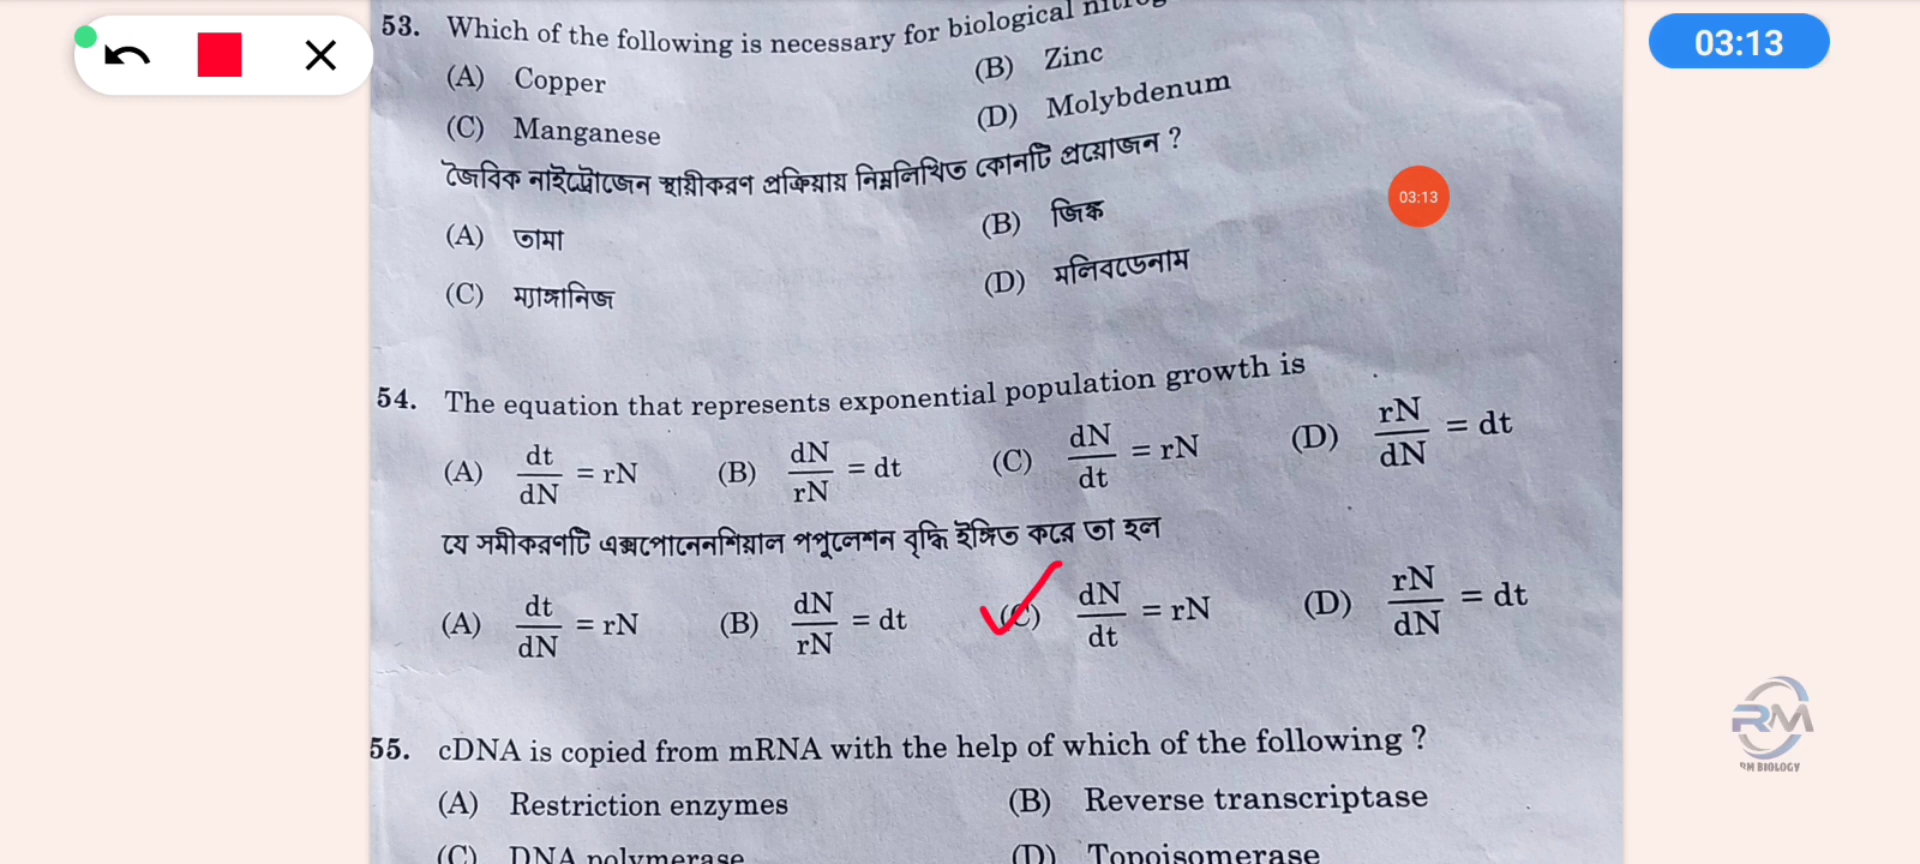 03:13
53. Which of the following is necessary for biological
(A) Copper (B) Zinc
(C) Manganese (D) Molybdenum
জৈবিক নাইট্রোজেন স্থায়ীকরণ প্রক্রিয়ায় নিম্নলিখিত কোনটি প্রয়োজন ?
03:13
(A) তামা (B) জিঙ্ক
(C) ম্যাঙ্গানিজ (D) মলিবডেনাম
54. The equation that represents exponential population growth is
(A) dt/dN = rN (B) dN/rN = dt (C) dN/dt = rN (D) rN/dN = dt
যে সমীকরণটি এক্সপোনেনশিয়াল পপুলেশন বৃদ্ধি ইঙ্গিত করে তা হল
(A) dt/dN = rN (B) dN/rN = dt (C) dN/dt = rN (D) rN/dN = dt
55. cDNA is copied from mRNA with the help of which of the following ?
(A) Restriction enzymes (B) Reverse transcriptase
(C) DNA polymerase (D) Topoisomerase
RM
RM BIOLOGY